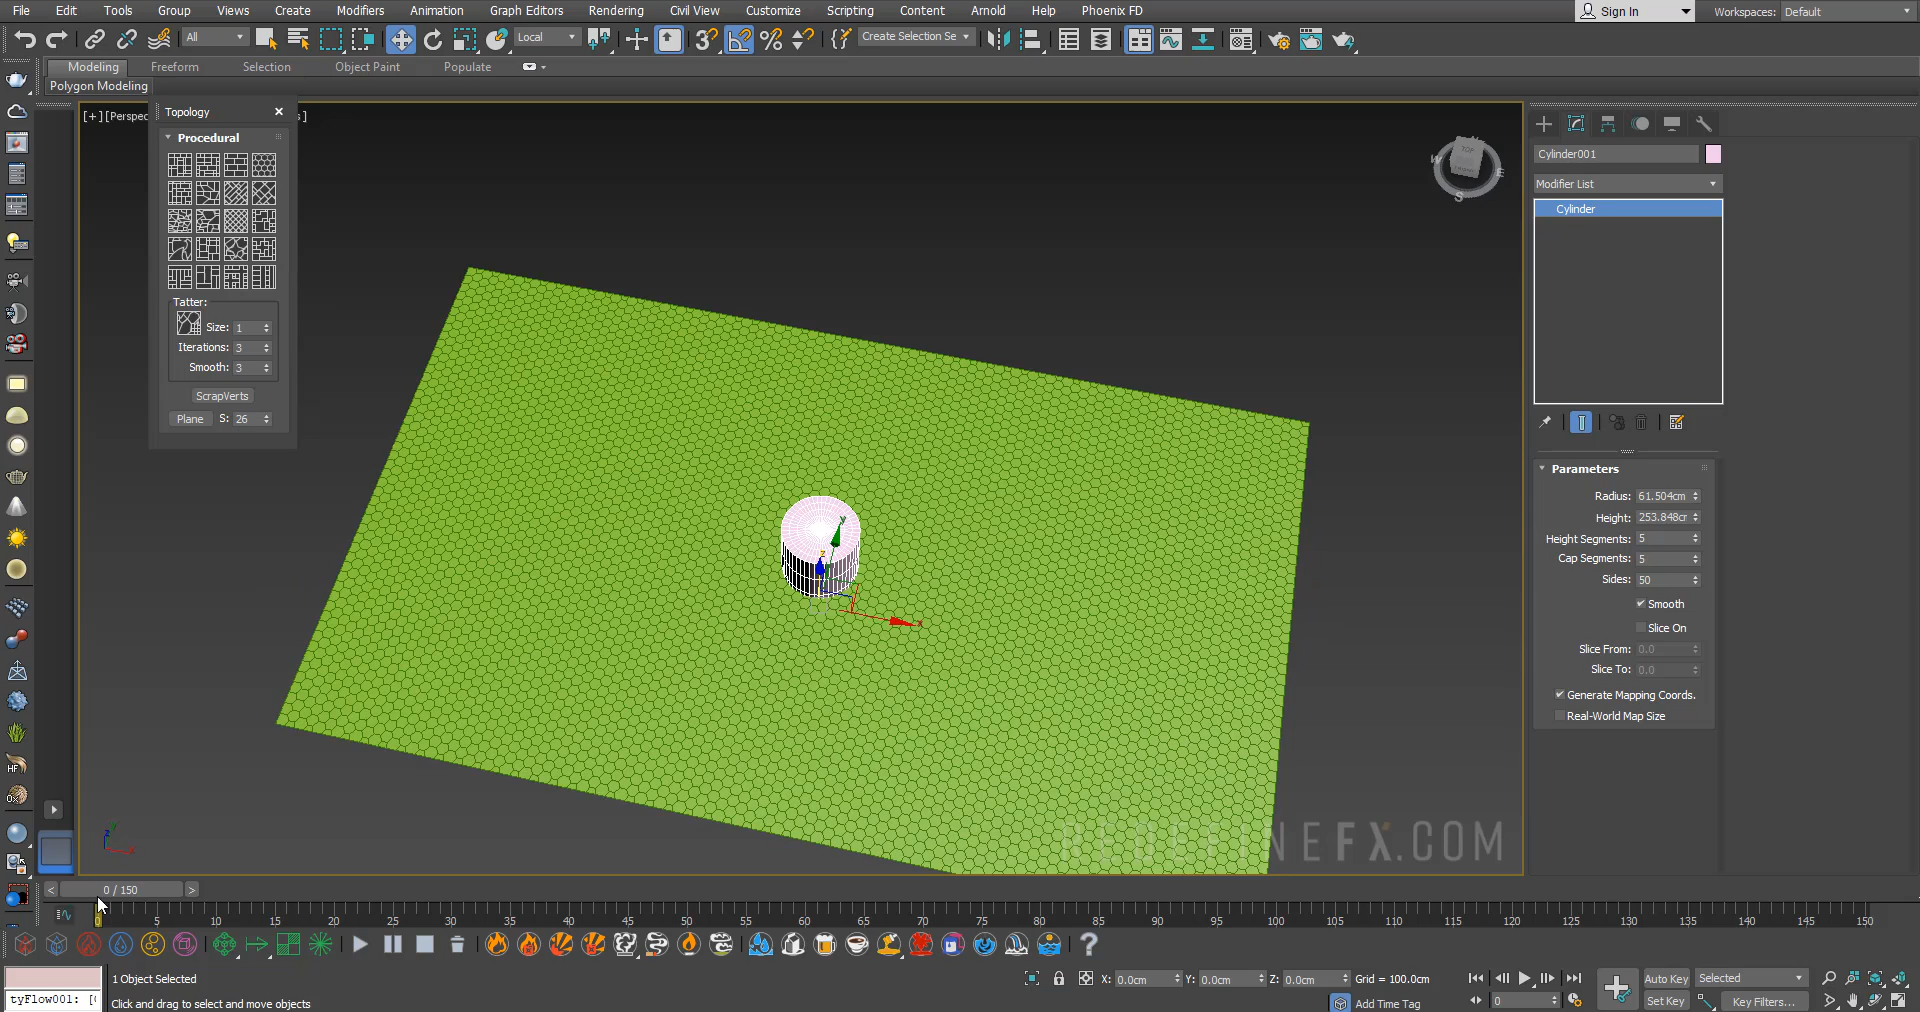 File Edit Tools Group Views Create Modifiers Animation Graph Editors Rendering Civil View Customize Scripting Content Arnold Help Phoenix FD
Sign In Workspaces: Default
All Local Create Selection Se
Modeling Freeform Selection Object Paint Populate
Polygon Modeling
Topology
[+][Perspec
s]
Procedural
Tatter:
Size: 1
Iterations: 3
Smooth: 3
ScrapVerts
Plane S: 26
TOP
W
E
S
Cylinder001
Modifier List
Cylinder
Parameters
Radius: 61.504cm
Height: 253.848cr
Height Segments: 5
Cap Segments: 5
Sides: 50
Smooth
Slice On
Slice From: 0.0
Slice To: 0.0
Generate Mapping Coords.
Real-World Map Size
y
z
x
HF
Ox
REDEFINEFX.COM
< 0 / 150 >
0 5 10 15 20 25 30 35 40 45 50 55 60 65 70 75 80 85 90 95 100 105 110 115 120 125 130 135 140 145 150
1 Object Selected
X: 0.0cm Y: 0.0cm Z: 0.0cm Grid = 100.0cm
Auto Key Selected
tyFlow001: [
Click and drag to select and move objects
Add Time Tag
0
Set Key Key Filters...